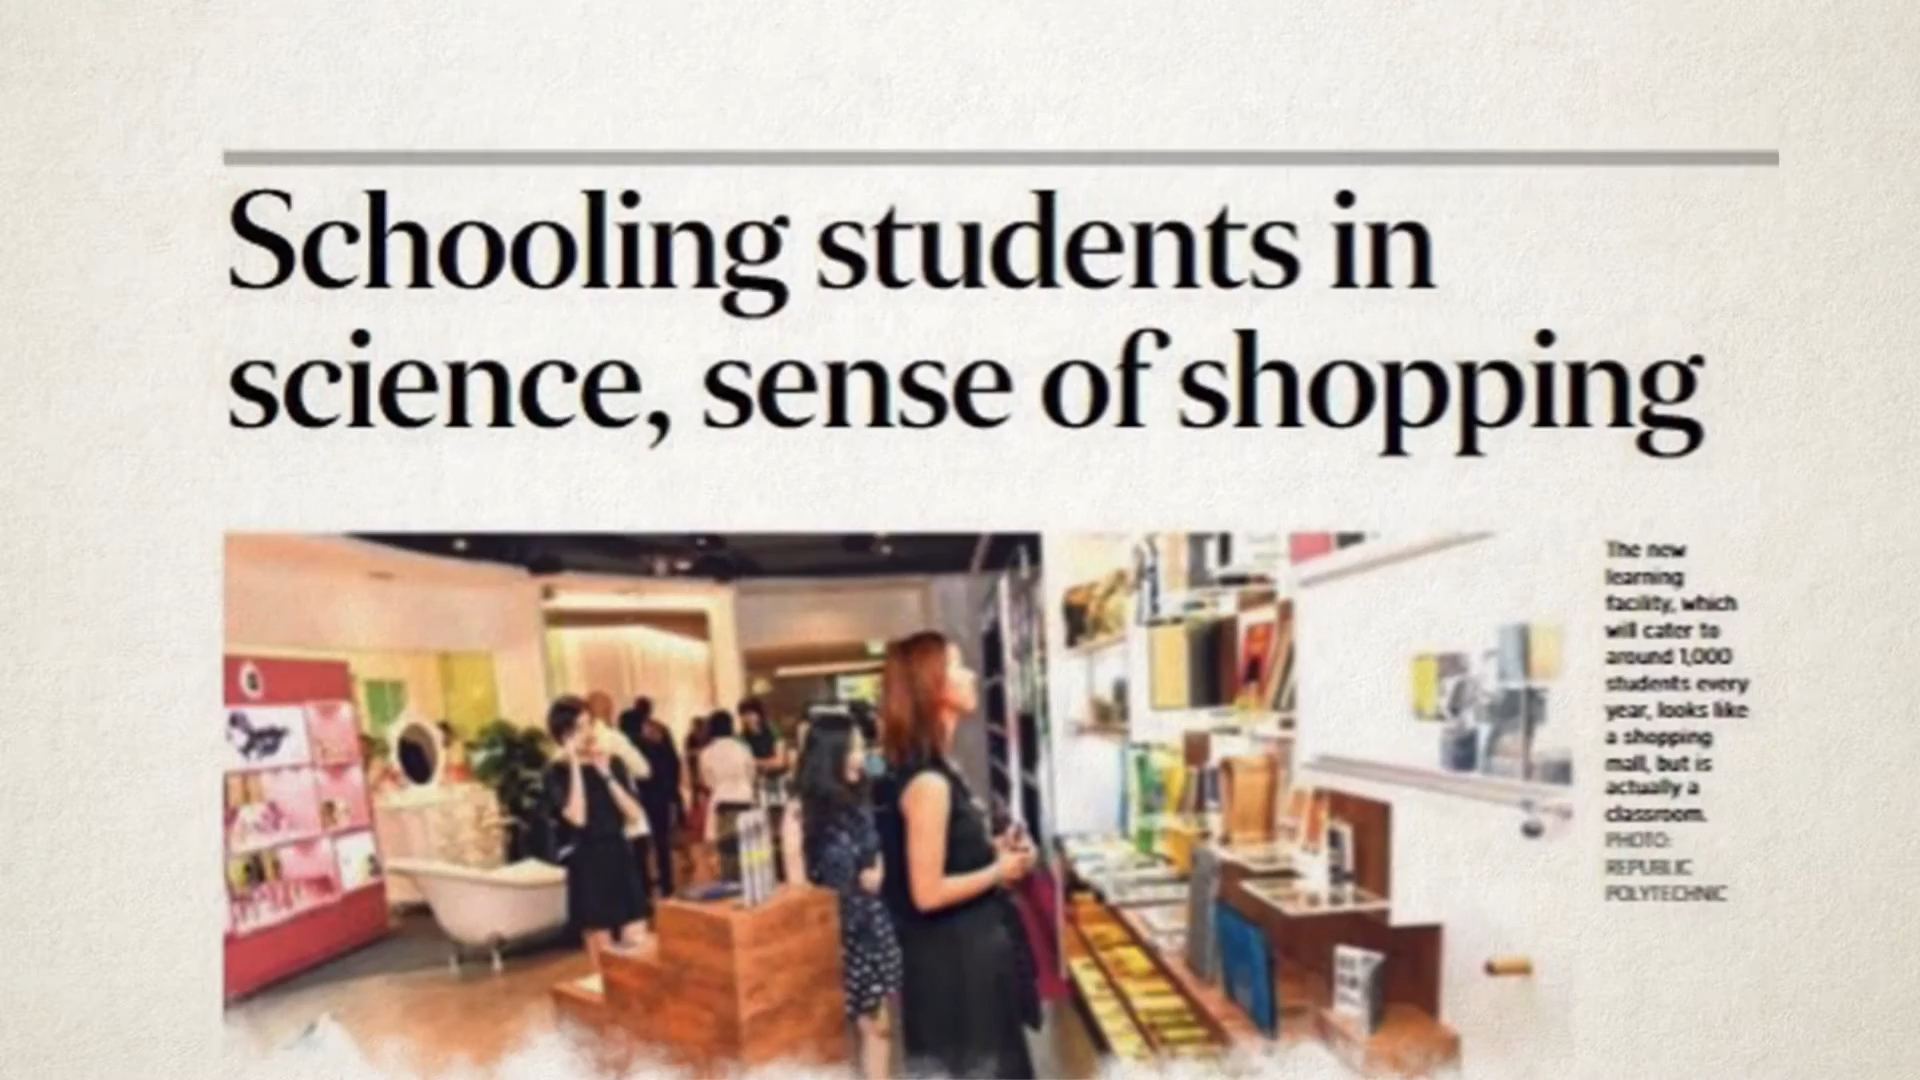 Schooling students in
science, sense of shopping
The new
learning
facility, which
will cater to
around 1,000
students every
year, looks like
a shopping
mall, but is
actually a
classroom.
PHOTO:
REPUBLIC
POLYTECHNIC